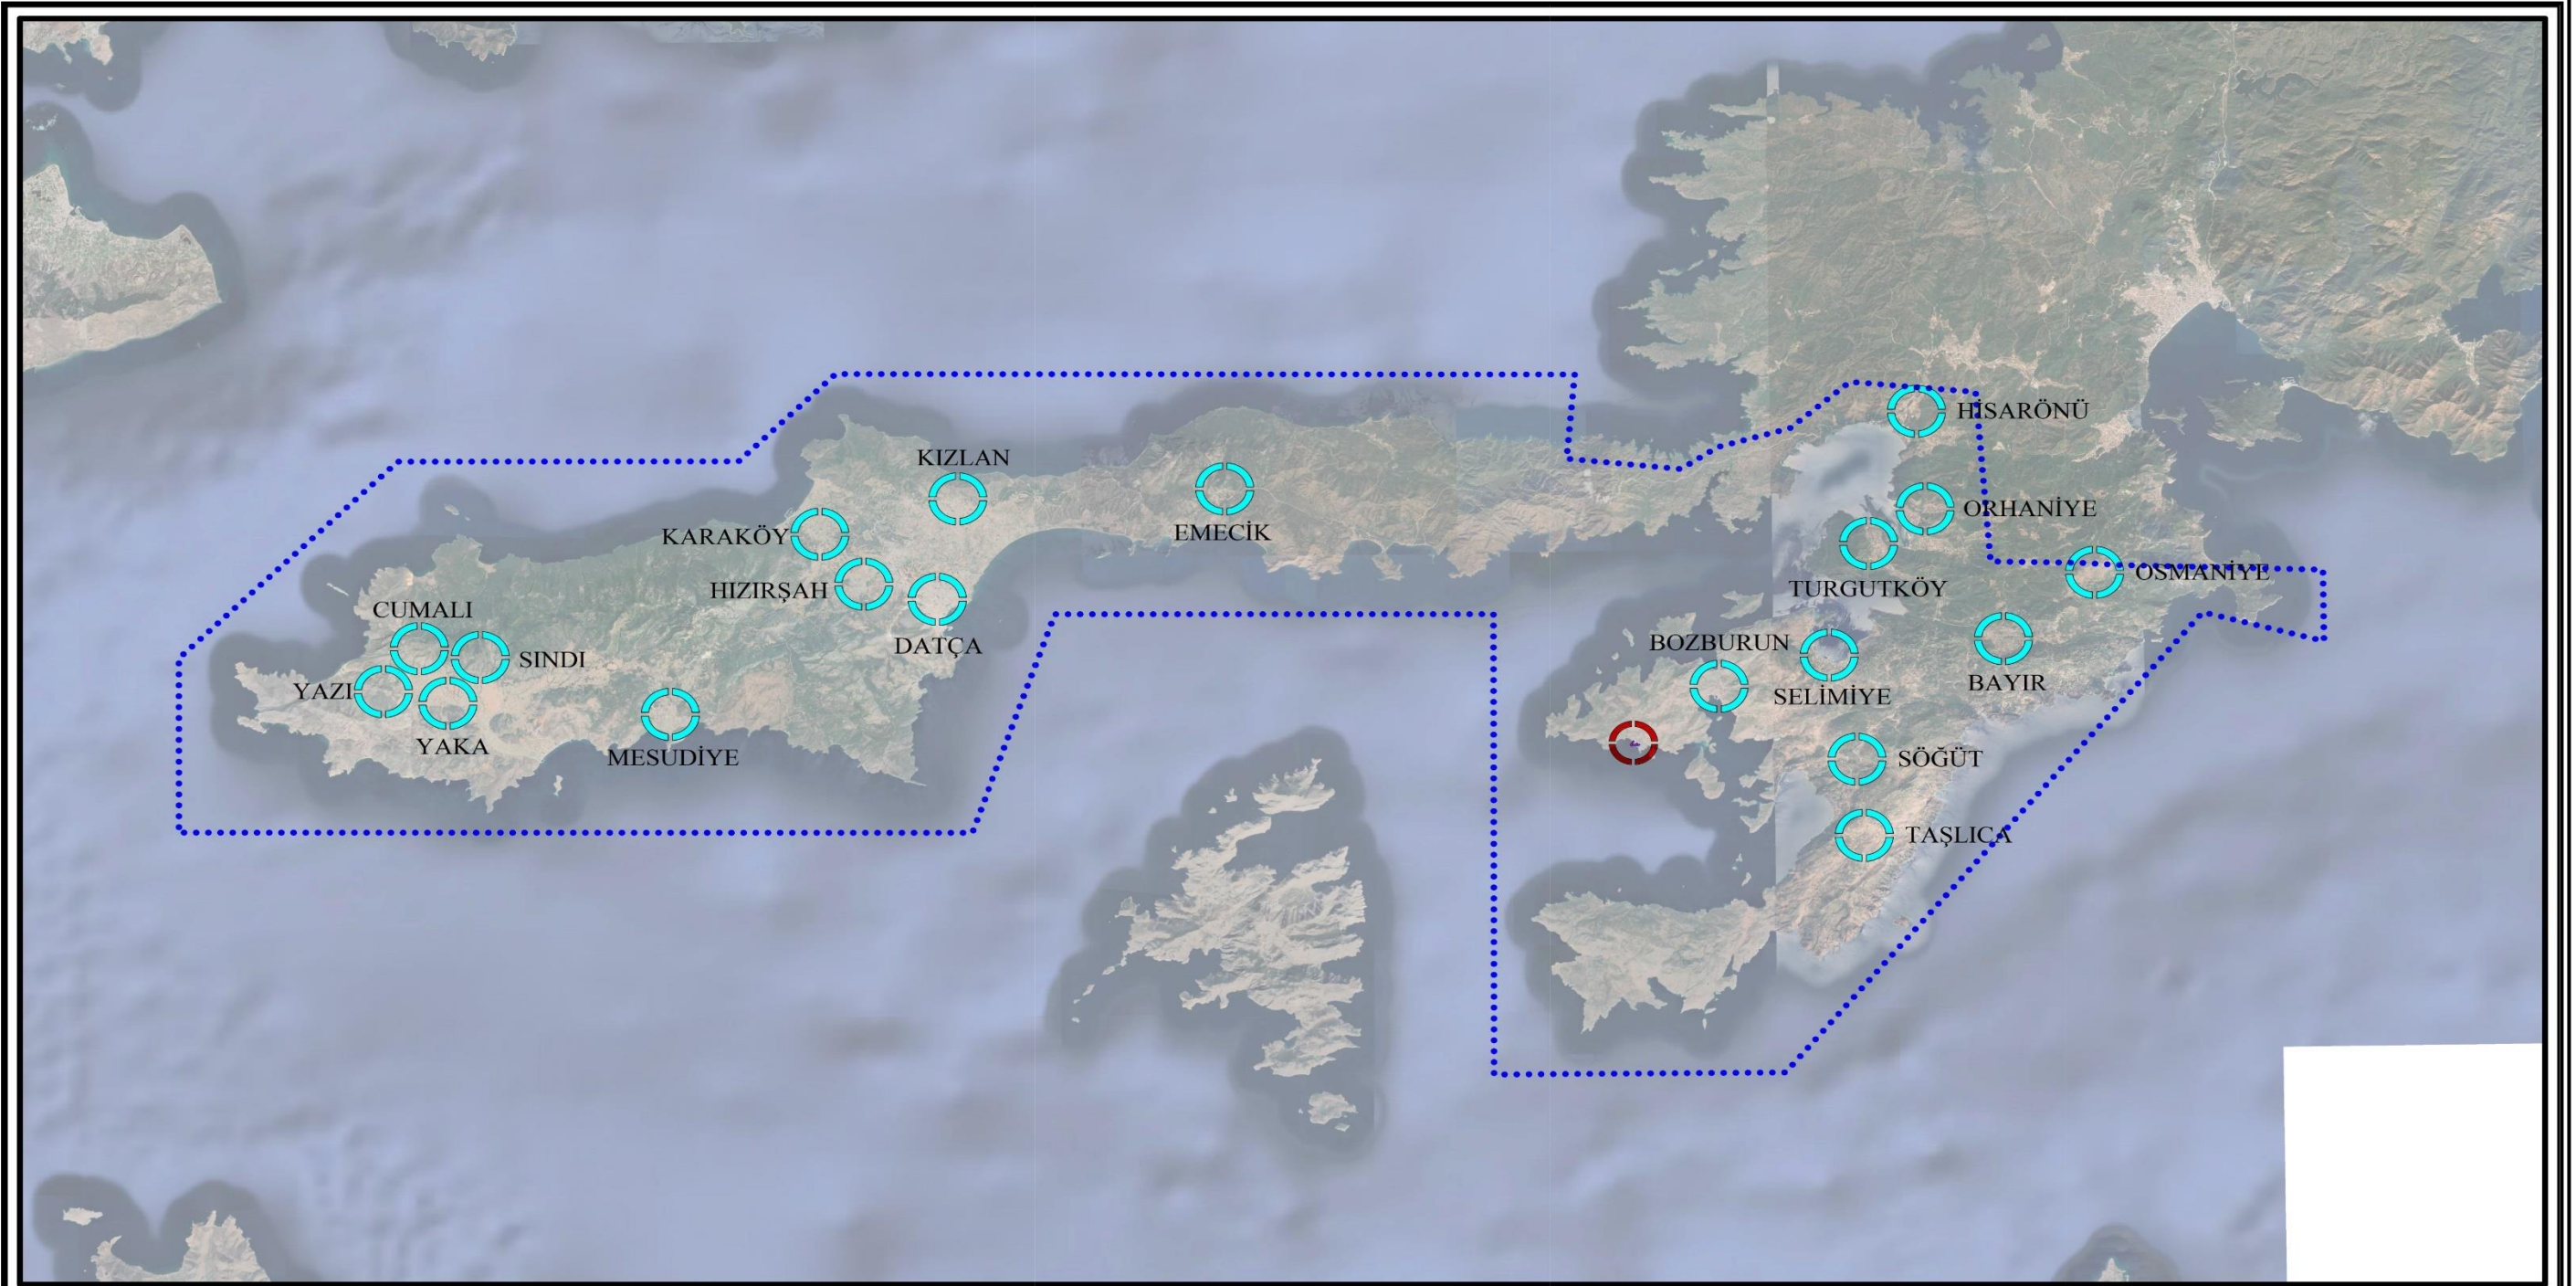 HİSARÖNÜ
KIZLAN
ORHANİYE
EMECİK
KARAKÖY
OSMANİYE
HIZIRŞAH
TURGUTKÖY
CUMALI
DATÇA
BOZBURUN
SINDI
BAYIR
YAZI
SELİMİYE
YAKA
MESUDİYE
SÖĞÜT
TAŞLICA